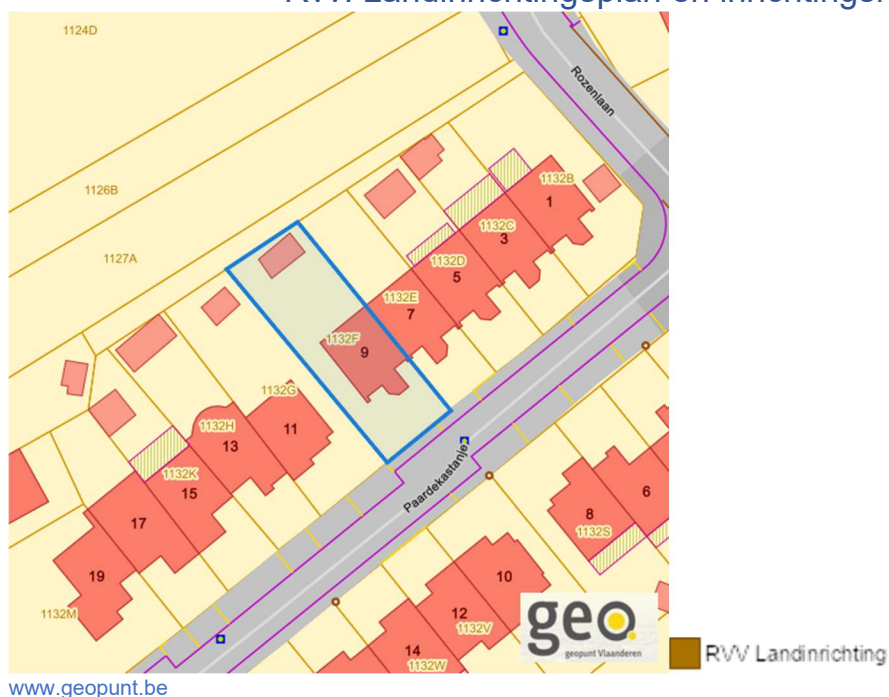 1124D
Rozenlaan
1126B
1132B
1
1132C
3
1127A
1132D
5
1132E
7
1132F
9
1132G
11
1132H
13
1132K
15
17
Paardekastanje
6
8
1132S
19
10
1132M
12
1132V
14
1132W
geo.
geopunt Vlaanderen
RVV Landinrichting
www.geopunt.be